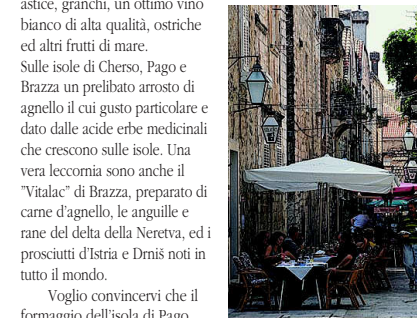 astice, granchi, un ottimo vino
bianco di alta qualità, ostriche
ed altri frutti di mare.
Sulle isole di Cherso, Pago e
Brazza un prelibato arrosto di
agnello il cui gusto particolare e
dato dalle acide erbe medicinali
che crescono sulle isole. Una
vera leccornia sono anche il
"Vitalac" di Brazza, preparato di
carne d'agnello, le anguille e
rane del delta della Neretva, ed i
prosciutti d'Istria e Drniš noti in
tutto il mondo.
Voglio convincervi che il
formaggio dell'isola di Pago